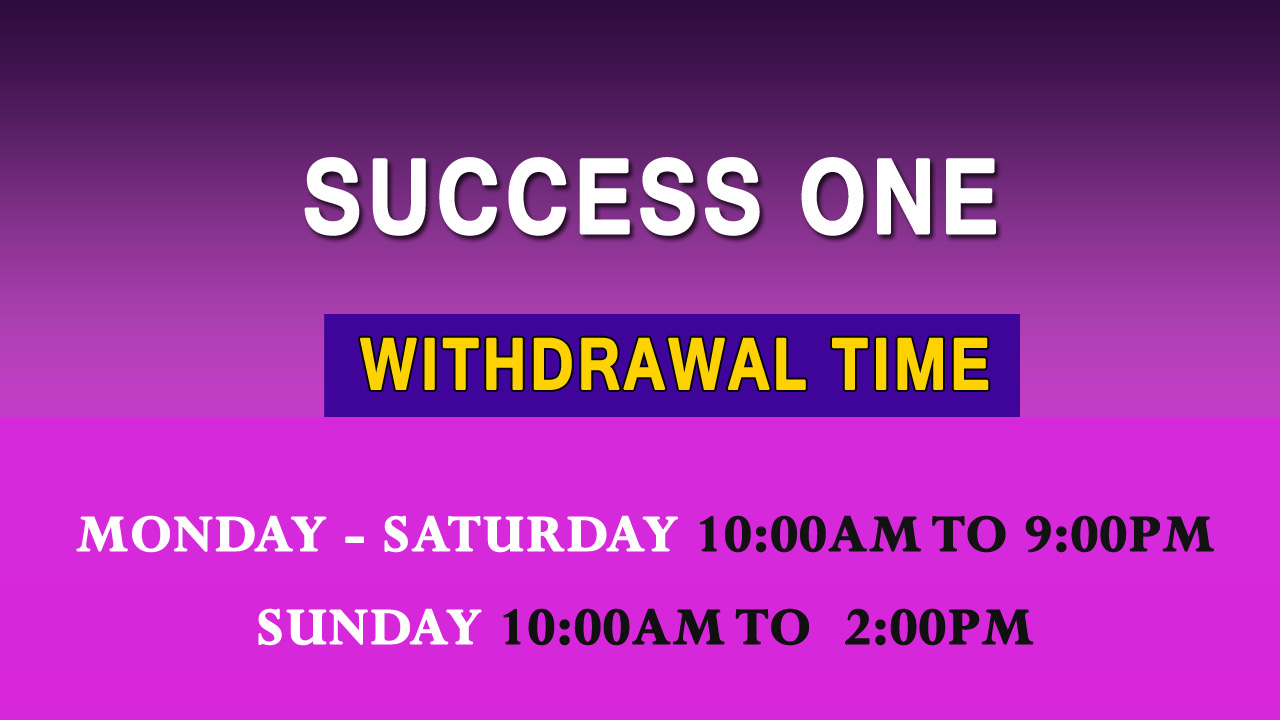 SUCCESS ONE
WITHDRAWAL TIME
MONDAY - SATURDAY 10:00AM TO 9:00PM
SUNDAY 10:00AM TO 2:00PM